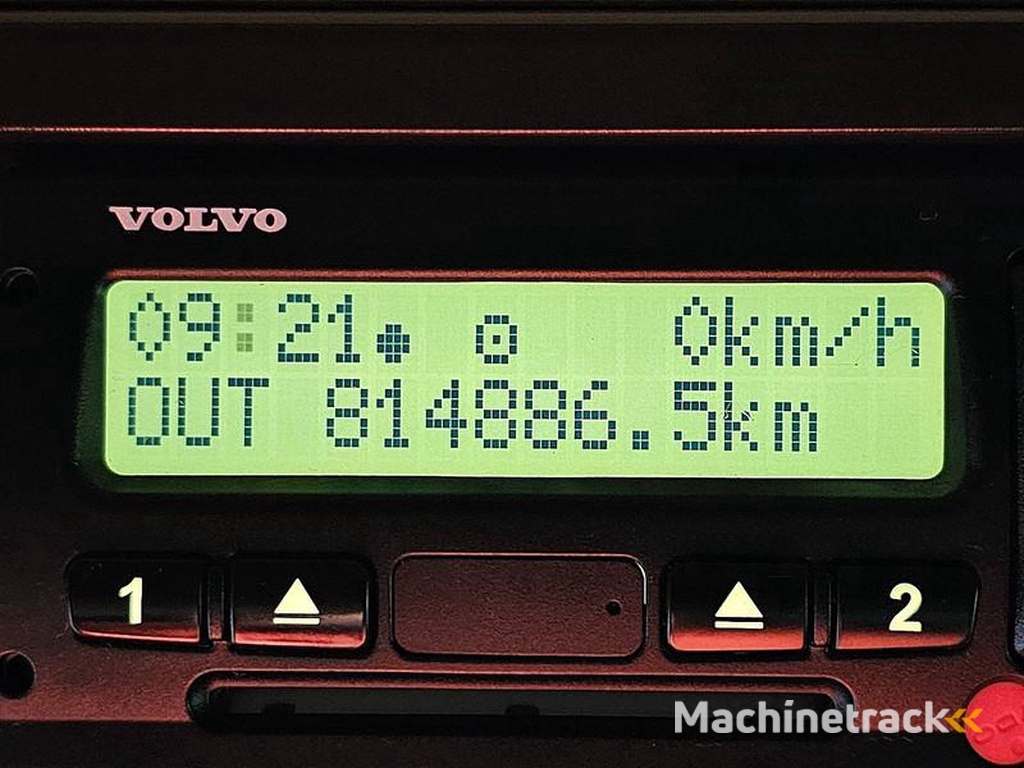 VOLVO
09:21 0km/h
OUT 814886.5km
1 2
Machinetrack